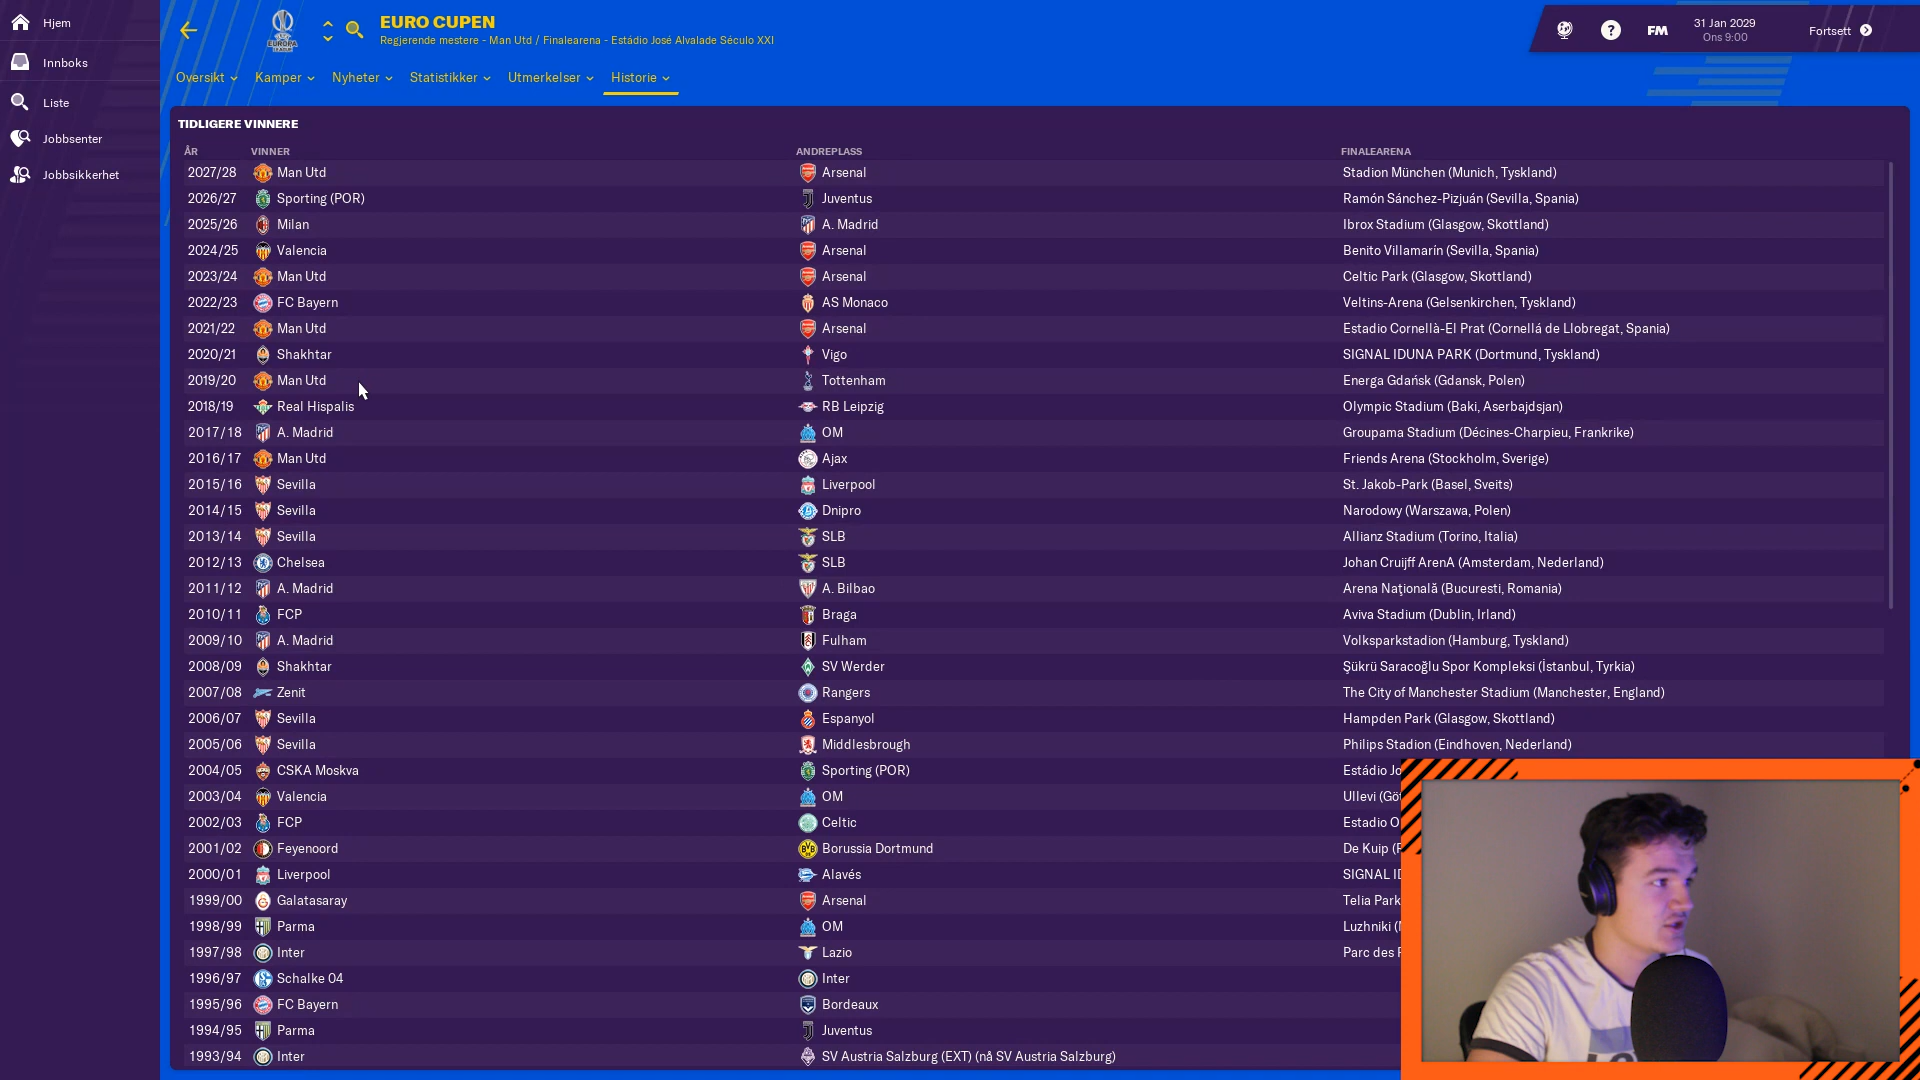 Hjem
Innboks
Liste
Jobbsenter
Jobbsikkerhet
EUROPA
LEAGUE
EURO CUPEN
Regjerende mestere - Man Utd / Finalearena - Estádio José Alvalade Século XXI
FM
31 Jan 2029
Ons 9:00
Fortsett
Oversikt Kamper Nyheter Statistikker Utmerkelser Historie
TIDLIGERE VINNERE
ÅR VINNER ANDREPLASS FINALEARENA
2027/28 Man Utd Arsenal Stadion München (Munich, Tyskland)
2026/27 Sporting (POR) Juventus Ramón Sánchez-Pizjuán (Sevilla, Spania)
2025/26 Milan A. Madrid Ibrox Stadium (Glasgow, Skottland)
2024/25 Valencia Arsenal Benito Villamarín (Sevilla, Spania)
2023/24 Man Utd Arsenal Celtic Park (Glasgow, Skottland)
2022/23 FC Bayern AS Monaco Veltins-Arena (Gelsenkirchen, Tyskland)
2021/22 Man Utd Arsenal Estadio Cornellà-El Prat (Cornellá de Llobregat, Spania)
2020/21 Shakhtar Vigo SIGNAL IDUNA PARK (Dortmund, Tyskland)
2019/20 Man Utd Tottenham Energa Gdańsk (Gdansk, Polen)
2018/19 Real Hispalis RB Leipzig Olympic Stadium (Baki, Aserbajdsjan)
2017/18 A. Madrid OM Groupama Stadium (Décines-Charpieu, Frankrike)
2016/17 Man Utd Ajax Friends Arena (Stockholm, Sverige)
2015/16 Sevilla Liverpool St. Jakob-Park (Basel, Sveits)
2014/15 Sevilla Dnipro Narodowy (Warszawa, Polen)
2013/14 Sevilla SLB Allianz Stadium (Torino, Italia)
2012/13 Chelsea SLB Johan Cruijff ArenA (Amsterdam, Nederland)
2011/12 A. Madrid A. Bilbao Arena Naţională (Bucuresti, Romania)
2010/11 FCP Braga Aviva Stadium (Dublin, Irland)
2009/10 A. Madrid Fulham Volksparkstadion (Hamburg, Tyskland)
2008/09 Shakhtar SV Werder Şükrü Saracoğlu Spor Kompleksi (İstanbul, Tyrkia)
2007/08 Zenit Rangers The City of Manchester Stadium (Manchester, England)
2006/07 Sevilla Espanyol Hampden Park (Glasgow, Skottland)
2005/06 Sevilla Middlesbrough Philips Stadion (Eindhoven, Nederland)
2004/05 CSKA Moskva Sporting (POR) Estádio Jo
2003/04 Valencia OM Ullevi (Gö
2002/03 FCP Celtic Estadio O
2001/02 Feyenoord Borussia Dortmund De Kuip (
2000/01 Liverpool Alavés SIGNAL I
1999/00 Galatasaray Arsenal Telia Park
1998/99 Parma OM Luzhniki (
1997/98 Inter Lazio Parc des
1996/97 Schalke 04 Inter
1995/96 FC Bayern Bordeaux
1994/95 Parma Juventus
1993/94 Inter SV Austria Salzburg (EXT) (nå SV Austria Salzburg)